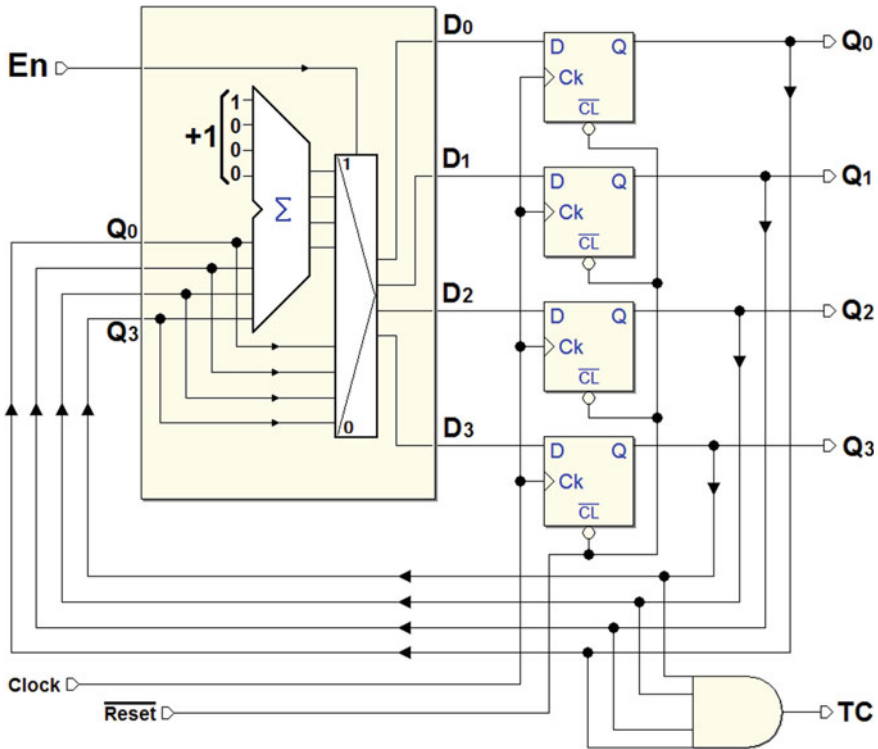 D0
D Q
Q0
En
Ck
CL
1
0
+1
0
0
1
D1
D Q
Q1
Σ
Ck
CL
Q0
D2
D Q
Q2
Q3
Ck
CL
0
D3
D Q
Q3
Ck
CL
Clock
Reset
TC